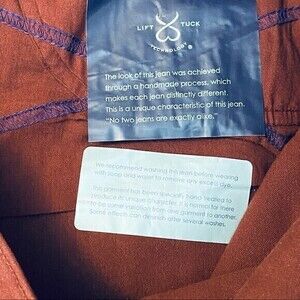 LIFT TUCK
TECHNOLOGY ®
The look of this jean was achieved
through a handmade process, which
makes each jean distinctly different.
This is a unique characteristic of this jean.
"No two jeans are exactly alike."
We recommend washing this jean before wearing
with soap and water to remove any excess dye.
This garment has been specially hand treated to
produce its unique character. It is normal for there
to be some variation from one garment to another.
Some effects can diminish after several washes.